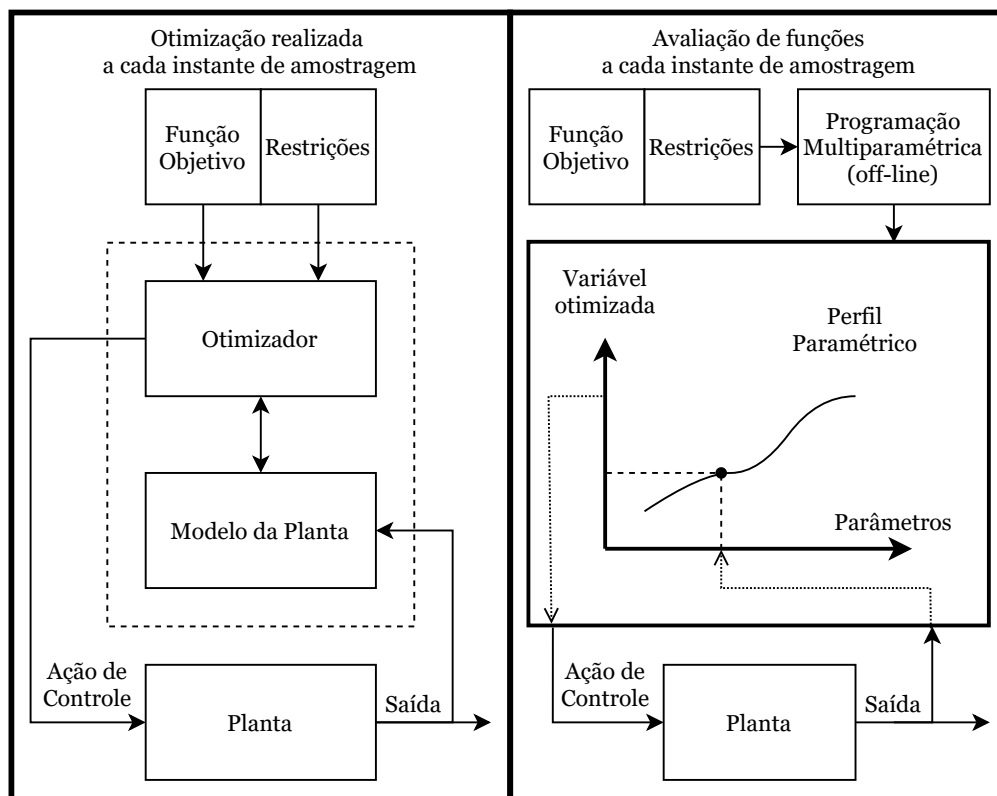 Otimização realizada
a cada instante de amostragem
Função
Objetivo
Restrições
Otimizador
Modelo da Planta
Ação de
Controle
Planta
Saída
Avaliação de funções
a cada instante de amostragem
Função
Objetivo
Restrições
Programação
Multiparamétrica
(off-line)
Variável
otimizada
Perfil
Paramétrico
Parâmetros
Ação de
Controle
Planta
Saída